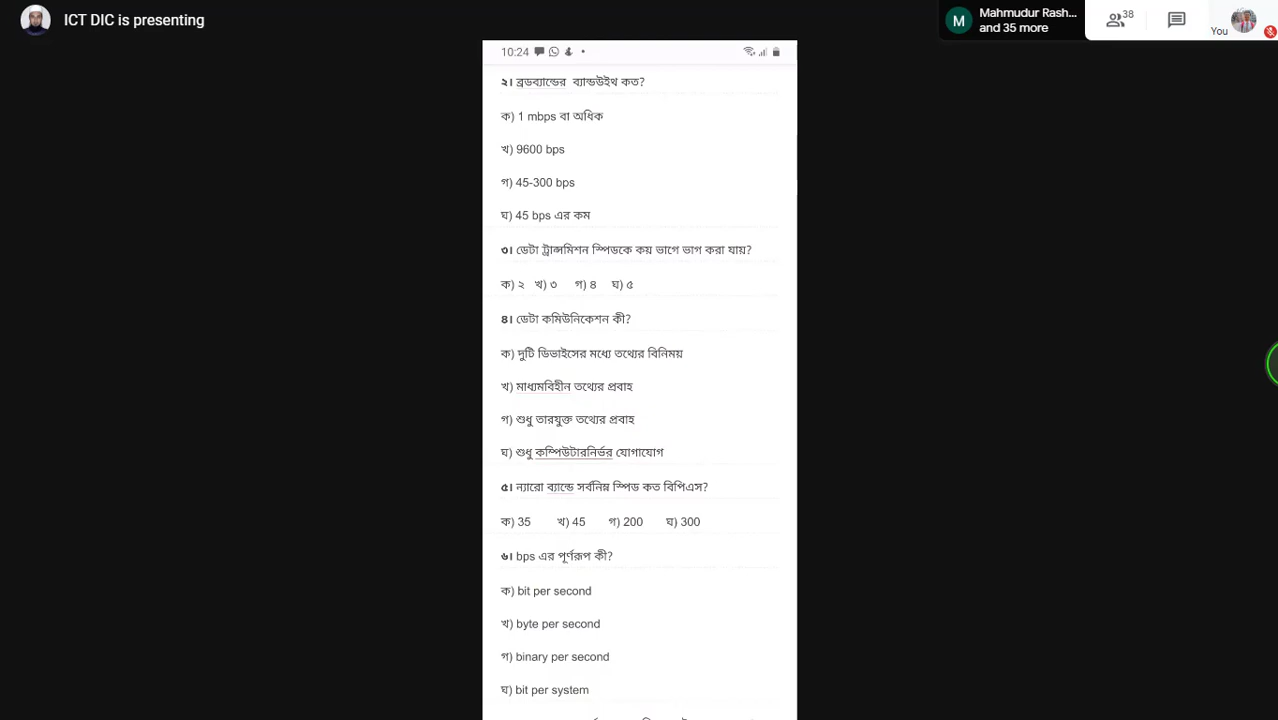 ICT DIC is presenting
M
Mahmudur Rash...
and 35 more
38
You
10:24
২। ব্রডব্যান্ডের ব্যান্ডউইথ কত?
ক) 1 mbps বা অধিক
খ) 9600 bps
গ) 45-300 bps
ঘ) 45 bps এর কম
৩। ডেটা ট্রান্সমিশন স্পিডকে কয় ভাগে ভাগ করা যায়?
ক) ২ খ) ৩ গ) ৪ ঘ) ৫
৪। ডেটা কমিউনিকেশন কী?
ক) দুটি ডিভাইসের মধ্যে তথ্যের বিনিময়
খ) মাধ্যমবিহীন তথ্যের প্রবাহ
গ) শুধু তারযুক্ত তথ্যের প্রবাহ
ঘ) শুধু কম্পিউটারনির্ভর যোগাযোগ
৫। ন্যারো ব্যান্ডে সর্বনিম্ন স্পিড কত বিপিএস?
ক) 35 খ) 45 গ) 200 ঘ) 300
৬। bps এর পূর্ণরূপ কী?
ক) bit per second
খ) byte per second
গ) binary per second
ঘ) bit per system